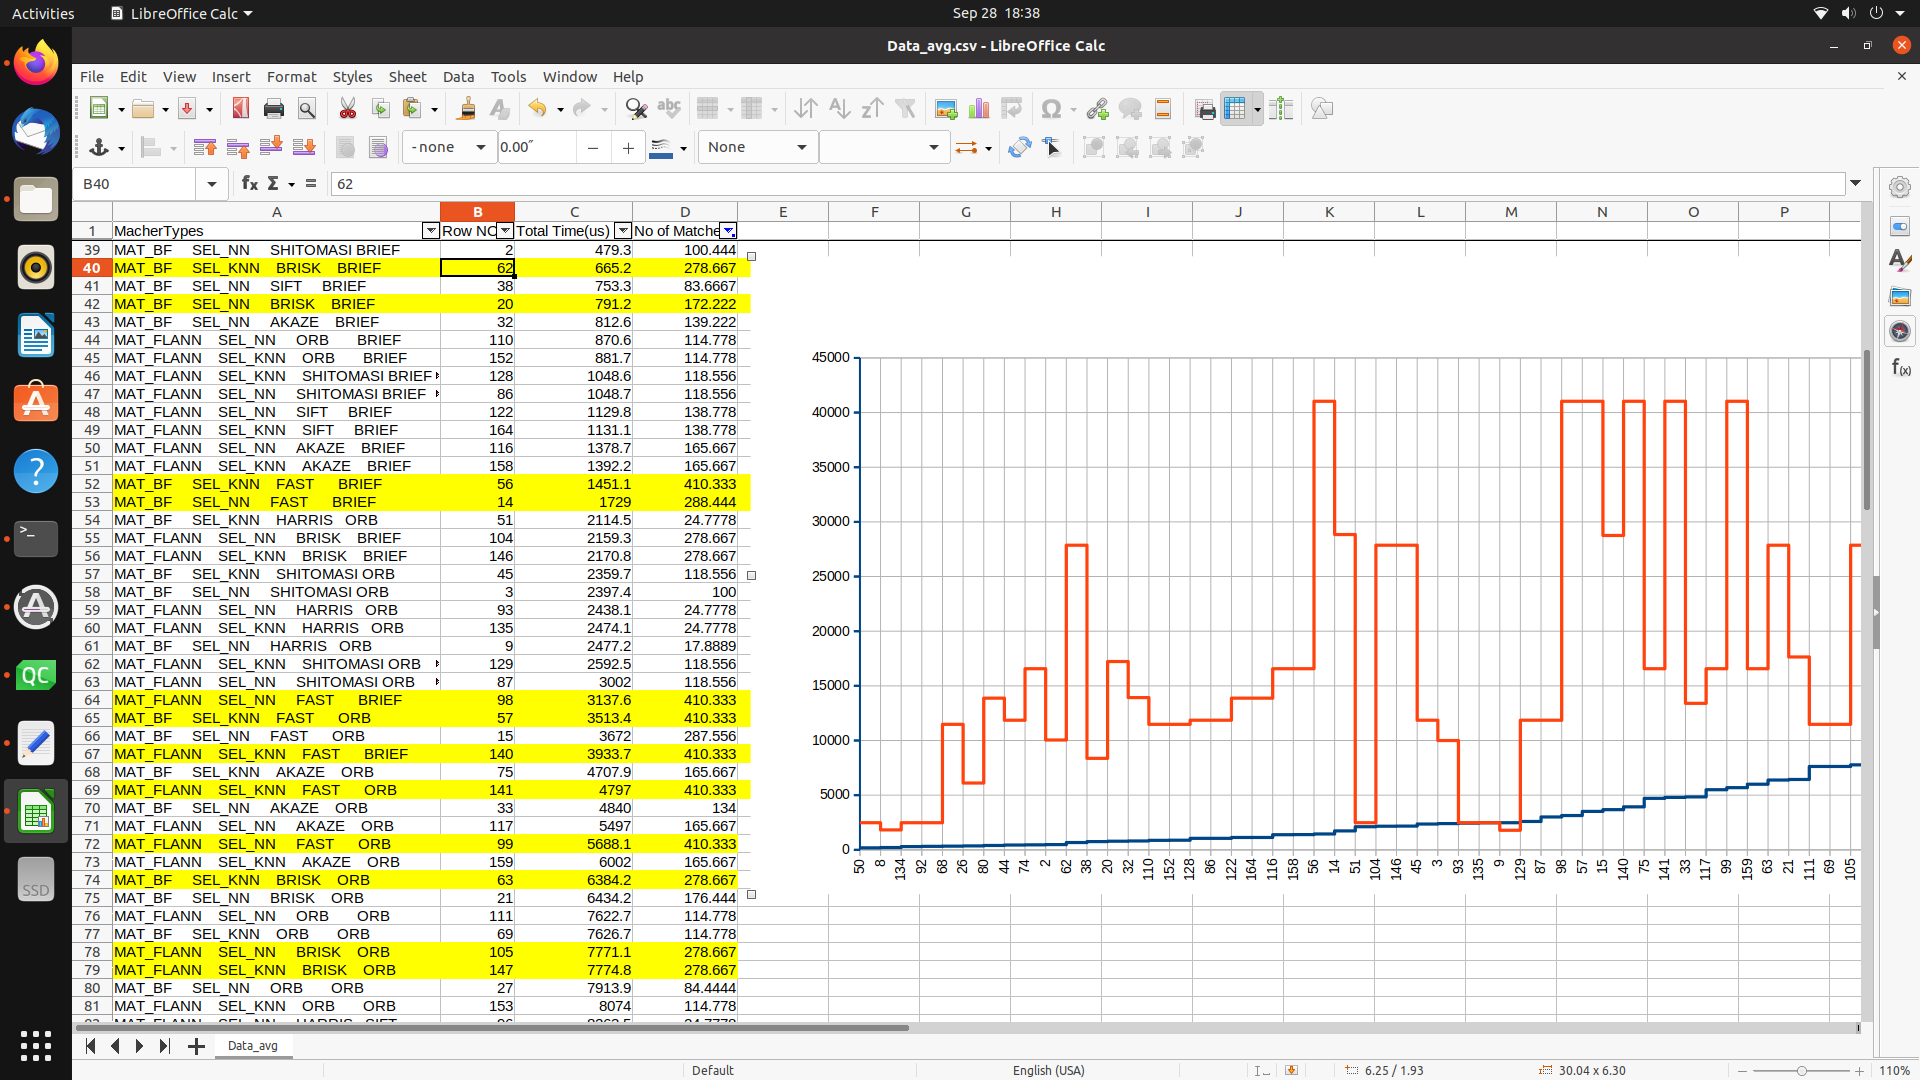 Activities LibreOffice Calc Sep 28 18:38
Data_avg.csv - LibreOffice Calc
File Edit View Insert Format Styles Sheet Data Tools Window Help
- none 0.00″ None
B40 62
A B C D E F G H I J K L M N O P
1 MacherTypes Row NO Total Time(us) No of Matche
39 MAT_BF SEL_NN SHITOMASI BRIEF 2 479.3 100.444
40 MAT_BF SEL_KNN BRISK BRIEF 62 665.2 278.667
41 MAT_BF SEL_NN SIFT BRIEF 38 753.3 83.6667
42 MAT_BF SEL_NN BRISK BRIEF 20 791.2 172.222
43 MAT_BF SEL_NN AKAZE BRIEF 32 812.6 139.222
44 MAT_FLANN SEL_NN ORB BRIEF 110 870.6 114.778
45 MAT_FLANN SEL_KNN ORB BRIEF 152 881.7 114.778
46 MAT_FLANN SEL_KNN SHITOMASI BRIEF 128 1048.6 118.556
47 MAT_FLANN SEL_NN SHITOMASI BRIEF 86 1048.7 118.556
48 MAT_FLANN SEL_NN SIFT BRIEF 122 1129.8 138.778
49 MAT_FLANN SEL_KNN SIFT BRIEF 164 1131.1 138.778
50 MAT_FLANN SEL_NN AKAZE BRIEF 116 1378.7 165.667
51 MAT_FLANN SEL_KNN AKAZE BRIEF 158 1392.2 165.667
52 MAT_BF SEL_KNN FAST BRIEF 56 1451.1 410.333
53 MAT_BF SEL_NN FAST BRIEF 14 1729 288.444
54 MAT_BF SEL_KNN HARRIS ORB 51 2114.5 24.7778
55 MAT_FLANN SEL_NN BRISK BRIEF 104 2159.3 278.667
56 MAT_FLANN SEL_KNN BRISK BRIEF 146 2170.8 278.667
57 MAT_BF SEL_KNN SHITOMASI ORB 45 2359.7 118.556
58 MAT_BF SEL_NN SHITOMASI ORB 3 2397.4 100
59 MAT_FLANN SEL_NN HARRIS ORB 93 2438.1 24.7778
60 MAT_FLANN SEL_KNN HARRIS ORB 135 2474.1 24.7778
61 MAT_BF SEL_NN HARRIS ORB 9 2477.2 17.8889
62 MAT_FLANN SEL_KNN SHITOMASI ORB 129 2592.5 118.556
63 MAT_FLANN SEL_NN SHITOMASI ORB 87 3002 118.556
64 MAT_FLANN SEL_NN FAST BRIEF 98 3137.6 410.333
65 MAT_BF SEL_KNN FAST ORB 57 3513.4 410.333
66 MAT_BF SEL_NN FAST ORB 15 3672 287.556
67 MAT_FLANN SEL_KNN FAST BRIEF 140 3933.7 410.333
68 MAT_BF SEL_KNN AKAZE ORB 75 4707.9 165.667
69 MAT_FLANN SEL_KNN FAST ORB 141 4797 410.333
70 MAT_BF SEL_NN AKAZE ORB 33 4840 134
71 MAT_FLANN SEL_NN AKAZE ORB 117 5497 165.667
72 MAT_FLANN SEL_NN FAST ORB 99 5688.1 410.333
73 MAT_FLANN SEL_KNN AKAZE ORB 159 6002 165.667
74 MAT_BF SEL_KNN BRISK ORB 63 6384.2 278.667
75 MAT_BF SEL_NN BRISK ORB 21 6434.2 176.444
76 MAT_FLANN SEL_NN ORB ORB 111 7622.7 114.778
77 MAT_BF SEL_KNN ORB ORB 69 7626.7 114.778
78 MAT_FLANN SEL_NN BRISK ORB 105 7771.1 278.667
79 MAT_FLANN SEL_KNN BRISK ORB 147 7774.8 278.667
80 MAT_BF SEL_NN ORB ORB 27 7913.9 84.4444
81 MAT_FLANN SEL_KNN ORB ORB 153 8074 114.778
45000
40000
35000
30000
25000
20000
15000
10000
5000
0
50 8 134 92 68 26 80 44 74 2 62 38 20 32 110 152 128 86 122 164 116 158 56 14 51 104 146 45 3 93 135 9 129 87 98 57 15 140 75 141 33 117 99 159 63 21 111 69 105
QC
SSD
Data_avg
Default English (USA) 6.25 / 1.93 30.04 x 6.30 110%